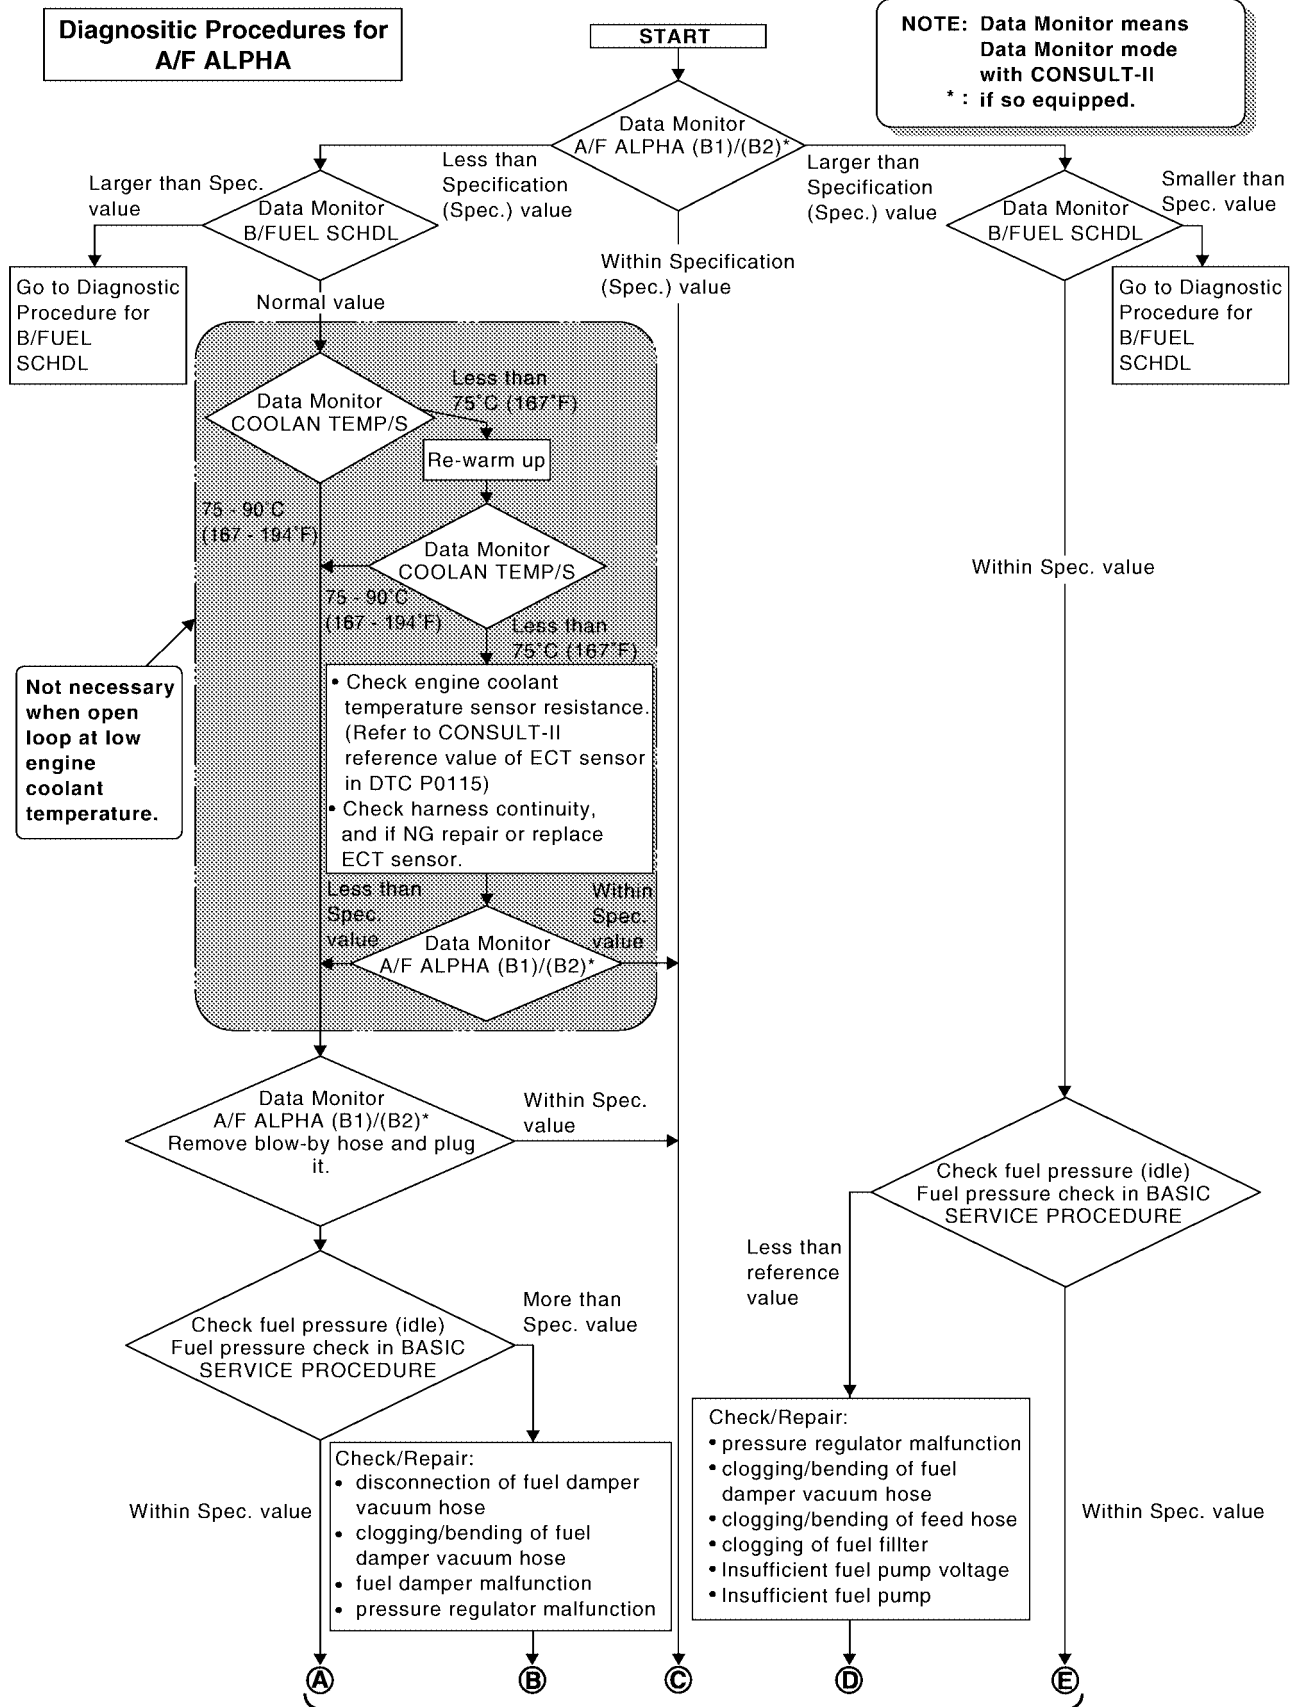 Diagnositic Procedures for
A/F ALPHA
START
NOTE: Data Monitor means
Data Monitor mode
with CONSULT-II
* : if so equipped.
Data Monitor
A/F ALPHA (B1)/(B2)*
Less than
Specification
(Spec.) value
Larger than
Specification
(Spec.) value
Within Specification
(Spec.) value
Larger than Spec.
value
Data Monitor
B/FUEL SCHDL
Smaller than
Spec. value
Data Monitor
B/FUEL SCHDL
Go to Diagnostic
Procedure for
B/FUEL
SCHDL
Normal value
Go to Diagnostic
Procedure for
B/FUEL
SCHDL
Data Monitor
COOLAN TEMP/S
Less than
75˚C (167˚F)
Re-warm up
75 - 90˚C
(167 - 194˚F)
Data Monitor
COOLAN TEMP/S
75 - 90˚C
(167 - 194˚F)
Less than
75˚C (167˚F)
Within Spec. value
Not necessary
when open
loop at low
engine
coolant
temperature.
• Check engine coolant
temperature sensor resistance.
(Refer to CONSULT-II
reference value of ECT sensor
in DTC P0115)
• Check harness continuity,
and if NG repair or replace
ECT sensor.
Less than
Spec.
value
Within
Spec.
value
Data Monitor
A/F ALPHA (B1)/(B2)*
Data Monitor
A/F ALPHA (B1)/(B2)*
Remove blow-by hose and plug
it.
Within Spec.
value
Check fuel pressure (idle)
Fuel pressure check in BASIC
SERVICE PROCEDURE
Less than
reference
value
Check fuel pressure (idle)
Fuel pressure check in BASIC
SERVICE PROCEDURE
More than
Spec. value
Within Spec. value
Check/Repair:
• disconnection of fuel damper
vacuum hose
• clogging/bending of fuel
damper vacuum hose
• fuel damper malfunction
• pressure regulator malfunction
Check/Repair:
• pressure regulator malfunction
• clogging/bending of fuel
damper vacuum hose
• clogging/bending of feed hose
• clogging of fuel fillter
• Insufficient fuel pump voltage
• Insufficient fuel pump
Within Spec. value
A
B
C
D
E